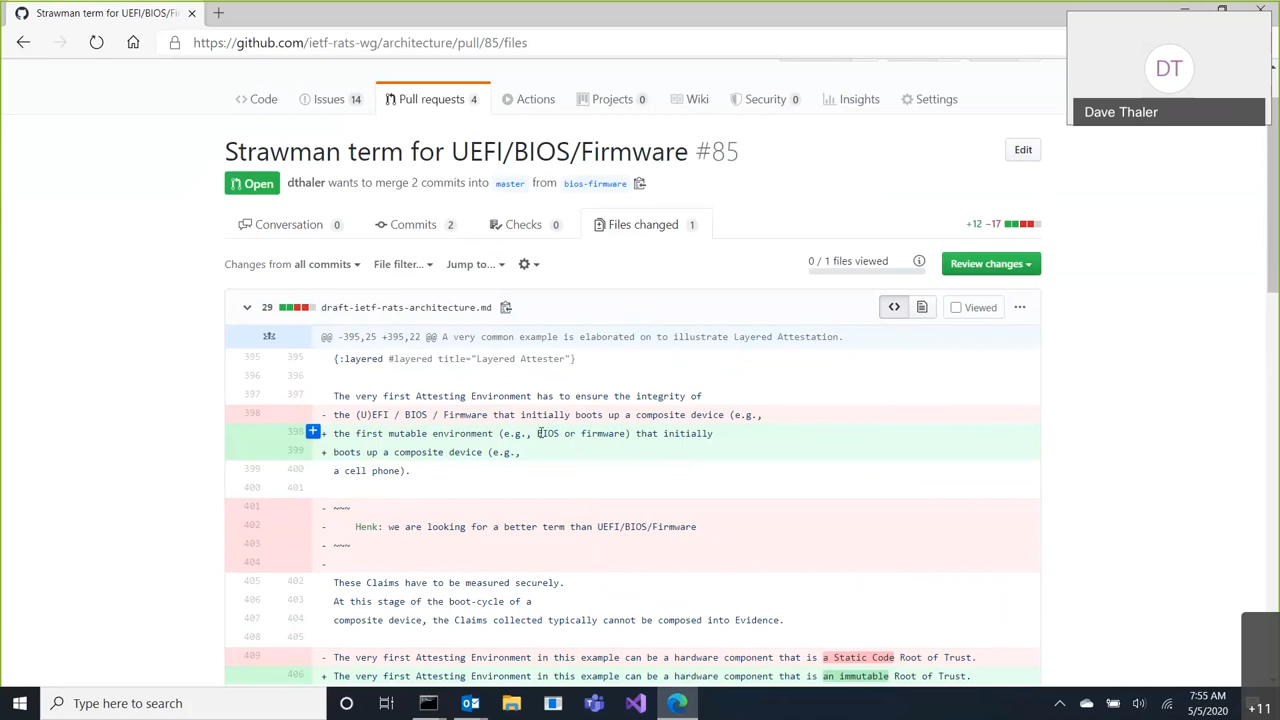 Strawman term for UEFI/BIOS/Fi
https://github.com/ietf-rats-wg/architecture/pull/85/files
DT
Dave Thaler
Code
Issues 14
Pull requests 4
Actions
Projects 0
Wiki
Security 0
Insights
Settings
Strawman term for UEFI/BIOS/Firmware #85
Edit
Open dthaler wants to merge 2 commits into master from bios-firmware
Conversation 0
Commits 2
Checks 0
Files changed 1
+12 −17
Changes from all commits
File filter...
Jump to...
0 / 1 files viewed
Review changes
29 draft-ietf-rats-architecture.md
Viewed
@@ -395,25 +395,22 @@ A very common example is elaborated on to illustrate Layered Attestation.
395 395 {:layered #layered title="Layered Attester"}
396 396
397 397 The very first Attesting Environment has to ensure the integrity of
398 - the (U)EFI / BIOS / Firmware that initially boots up a composite device (e.g.,
398 + the first mutable environment (e.g., BIOS or firmware) that initially
399 + boots up a composite device (e.g.,
399 400 a cell phone).
400 401
401 - ~~~
402 - Henk: we are looking for a better term than UEFI/BIOS/Firmware
403 - ~~~
404 -
405 402 These Claims have to be measured securely.
406 403 At this stage of the boot-cycle of a
407 404 composite device, the Claims collected typically cannot be composed into Evidence.
408 405
409 - The very first Attesting Environment in this example can be a hardware component that is a Static Code Root of Trust.
406 + The very first Attesting Environment in this example can be a hardware component that is an immutable Root of Trust.
Type here to search
7:55 AM
5/5/2020
+11